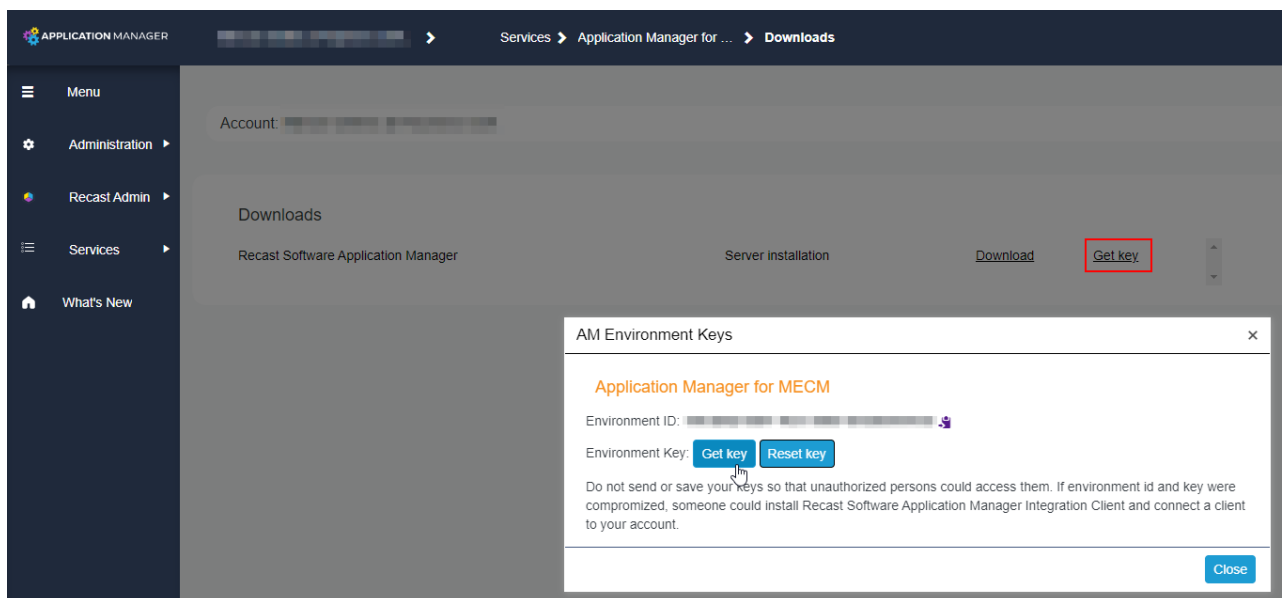 APPLICATION MANAGER
Services Application Manager for ... Downloads
Menu
Account:
Administration
Recast Admin
Downloads
Services
Recast Software Application Manager Server installation Download Get key
What's New
AM Environment Keys ×
Application Manager for MECM
Environment ID:
Environment Key: Get key Reset key
Do not send or save your keys so that unauthorized persons could access them. If environment id and key were
compromized, someone could install Recast Software Application Manager Integration Client and connect a client
to your account.
Close